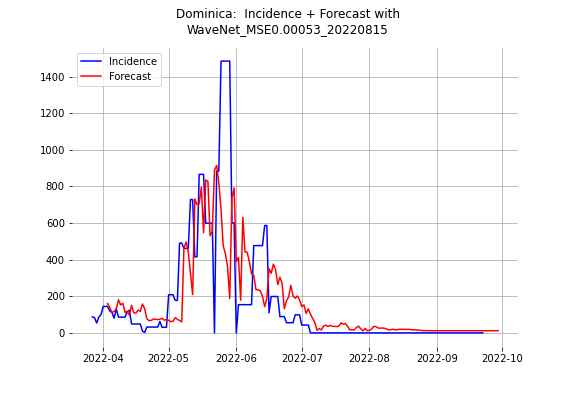 Dominica:  Incidence + Forecast with
WaveNet_MSE0.00053_20220815
Incidence
Forecast
1400
1200
1000
800
600
400
200
0
2022-04 2022-05 2022-06 2022-07 2022-08 2022-09 2022-10